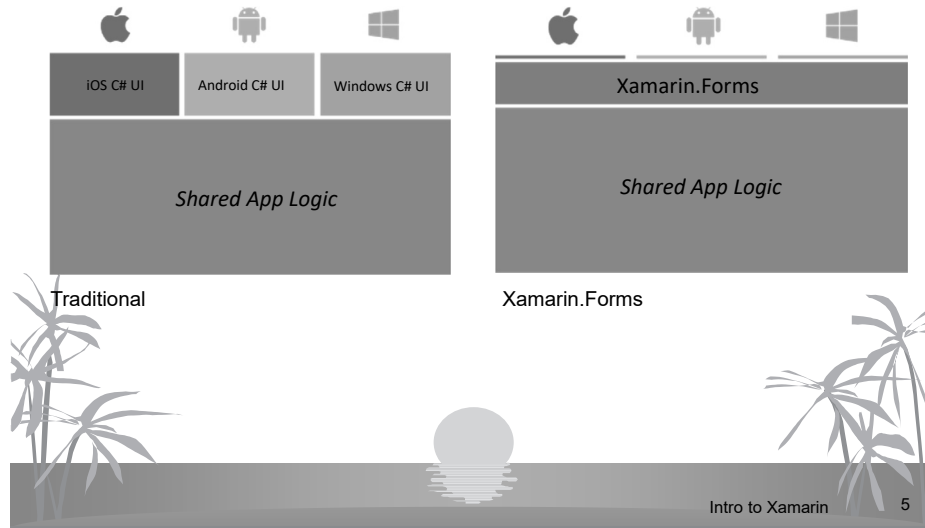 iOS C# UI
Android C# UI
Windows C# UI
Shared App Logic
Traditional
Xamarin.Forms
Shared App Logic
Xamarin.Forms
Intro to Xamarin
5